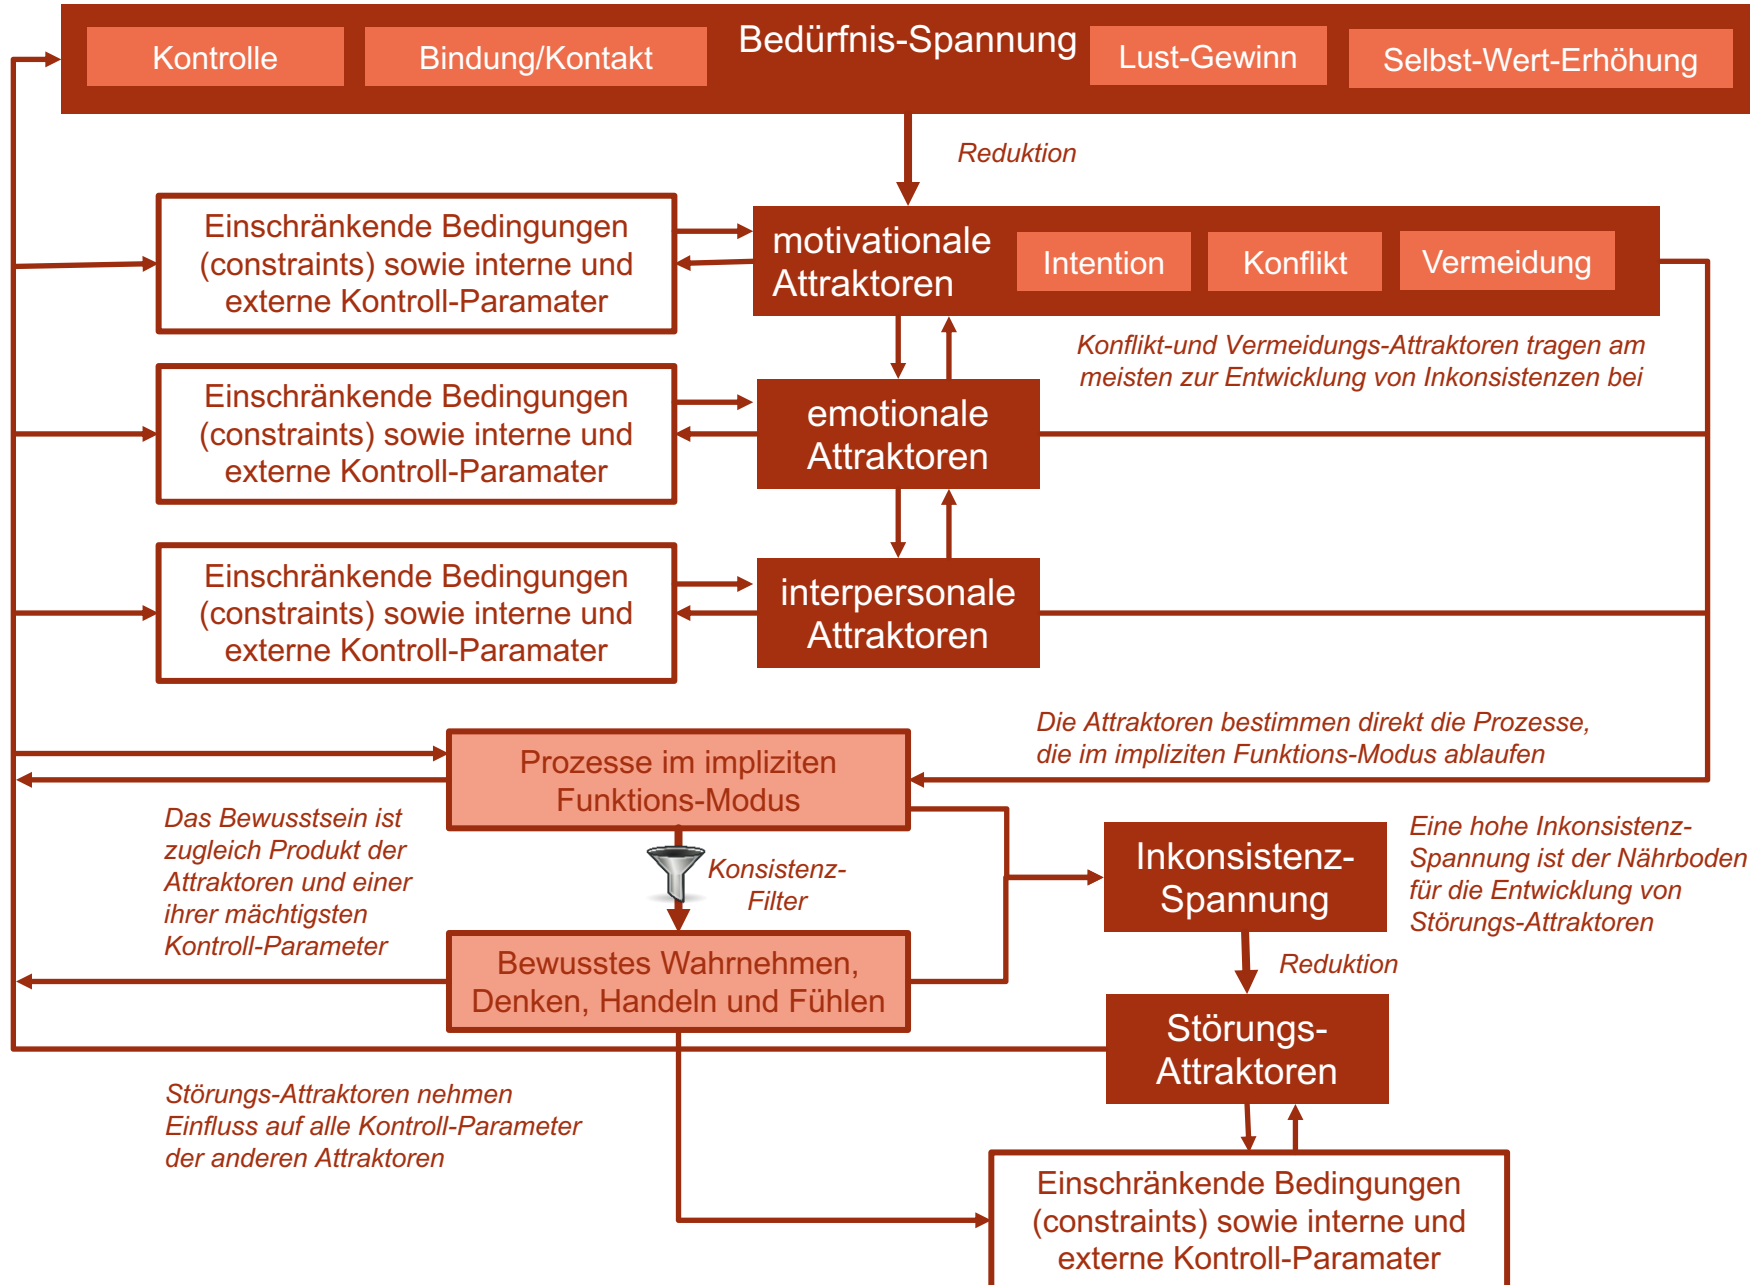 Bedürfnis-Spannung
Kontrolle
Bindung/Kontakt
Lust-Gewinn
Selbst-Wert-Erhöhung
Reduktion
Einschränkende Bedingungen
(constraints) sowie interne und
externe Kontroll-Paramater
motivationale
Attraktoren
Intention
Konflikt
Vermeidung
Konflikt-und Vermeidungs-Attraktoren tragen am
meisten zur Entwicklung von Inkonsistenzen bei
Einschränkende Bedingungen
(constraints) sowie interne und
externe Kontroll-Paramater
emotionale
Attraktoren
Einschränkende Bedingungen
(constraints) sowie interne und
externe Kontroll-Paramater
interpersonale
Attraktoren
Die Attraktoren bestimmen direkt die Prozesse,
die im impliziten Funktions-Modus ablaufen
Prozesse im impliziten
Funktions-Modus
Das Bewusstsein ist
zugleich Produkt der
Attraktoren und einer
ihrer mächtigsten
Kontroll-Parameter
Konsistenz-
Filter
Inkonsistenz-
Spannung
Eine hohe Inkonsistenz-
Spannung ist der Nährboden
für die Entwicklung von
Störungs-Attraktoren
Bewusstes Wahrnehmen,
Denken, Handeln und Fühlen
Reduktion
Störungs-
Attraktoren
Störungs-Attraktoren nehmen
Einfluss auf alle Kontroll-Parameter
der anderen Attraktoren
Einschränkende Bedingungen
(constraints) sowie interne und
externe Kontroll-Paramater